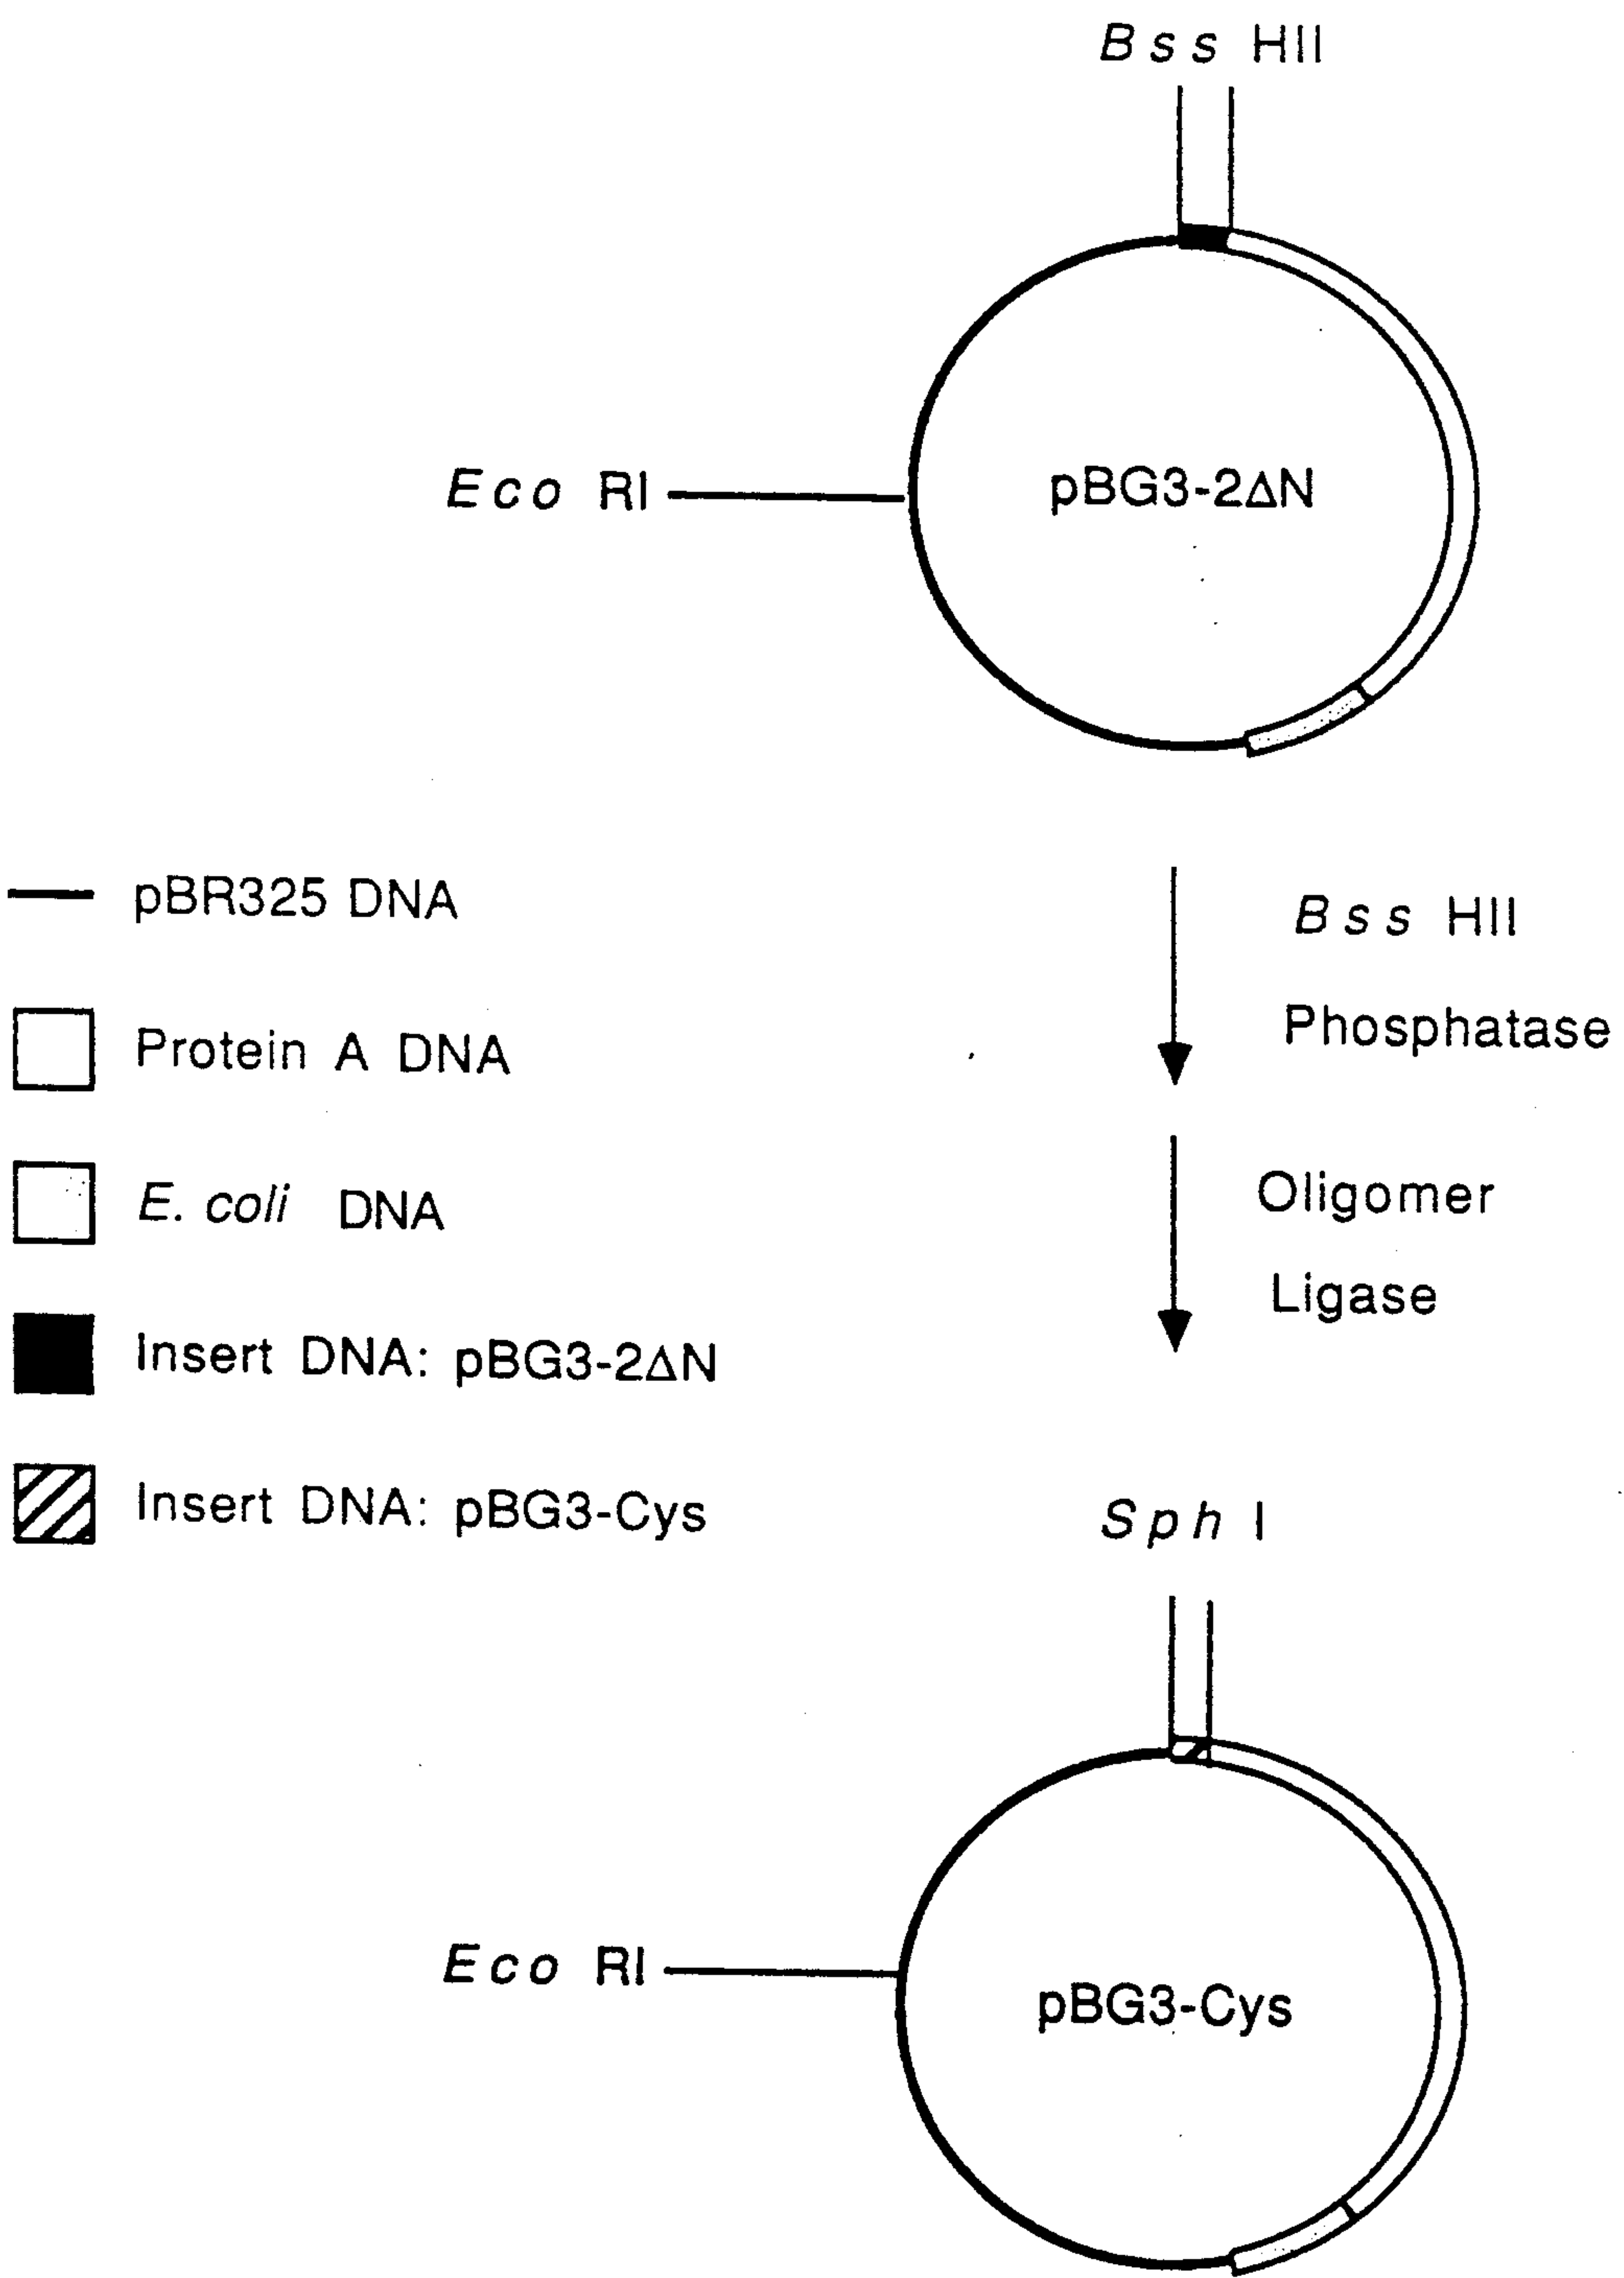 Bss HII
Eco RI
pBG3-2ΔN
pBR325 DNA
Protein A DNA
E. coli DNA
Insert DNA: pBG3-2ΔN
Insert DNA: pBG3-Cys
Bss HII
Phosphatase
Oligomer
Ligase
Sph I
Eco RI
pBG3-Cys